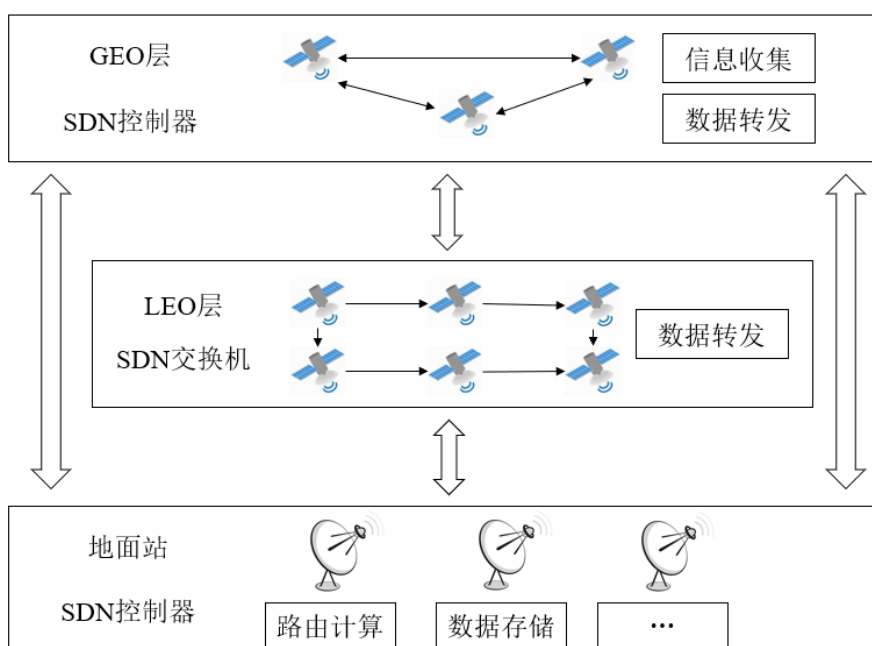 GEO层
信息收集
SDN控制器
数据转发
LEO层
数据转发
SDN交换机
地面站
SDN控制器
路由计算
数据存储
...